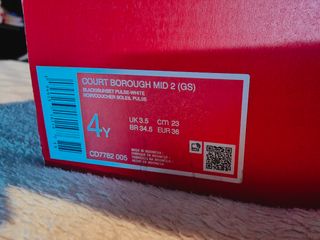 COURT BOROUGH MID 2 (GS)
BLACK/SUNSET PULSE-WHITE
NOIR/COUCHER SOLEIL PULSE
4Y
UK 3.5 cm 23
BR 34.5 EUR 36
CD7782 005